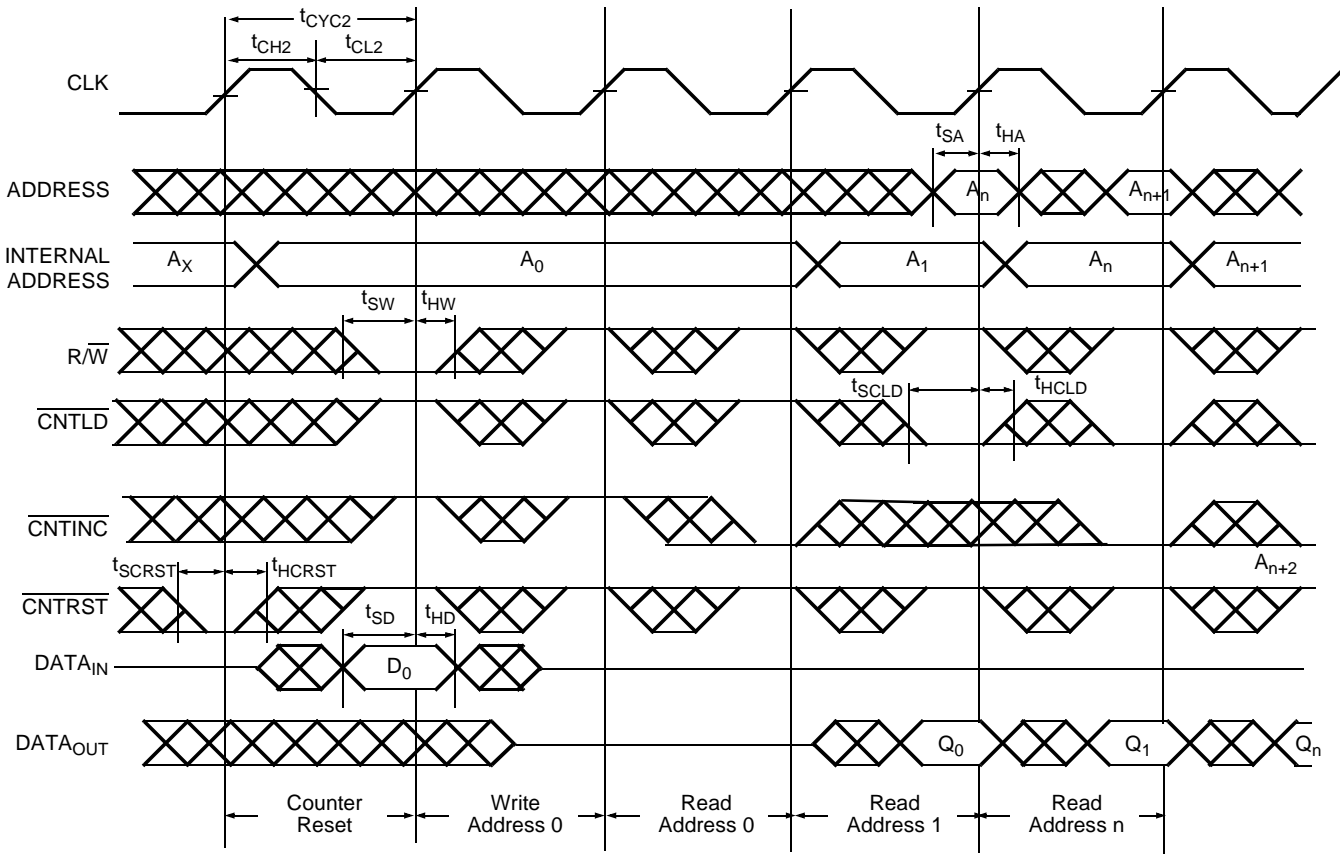 tCYC2
tCH2 tCL2
CLK
tSA tHA
ADDRESS An An+1
INTERNAL
ADDRESS AX A0 A1 An An+1
tSW tHW
R/W
tSCLD tHCLD
CNTLD
CNTINC
An+2
tSCRST tHCRST
CNTRST
tSD tHD
DATAIN D0
DATAOUT Q0 Q1 Qn
Counter
Reset
Write
Address 0
Read
Address 0
Read
Address 1
Read
Address n